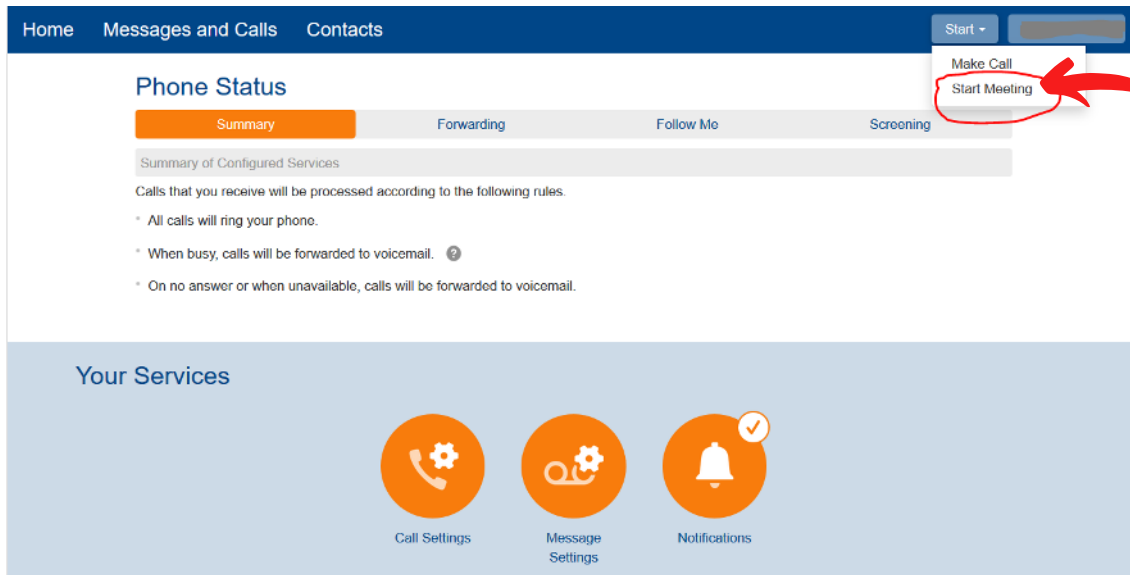 Home Messages and Calls Contacts Start
Make Call
Start Meeting
Phone Status
Summary Forwarding Follow Me Screening
Summary of Configured Services
Calls that you receive will be processed according to the following rules.
All calls will ring your phone.
When busy, calls will be forwarded to voicemail. ?
On no answer or when unavailable, calls will be forwarded to voicemail.
Your Services
Call Settings Message Settings Notifications